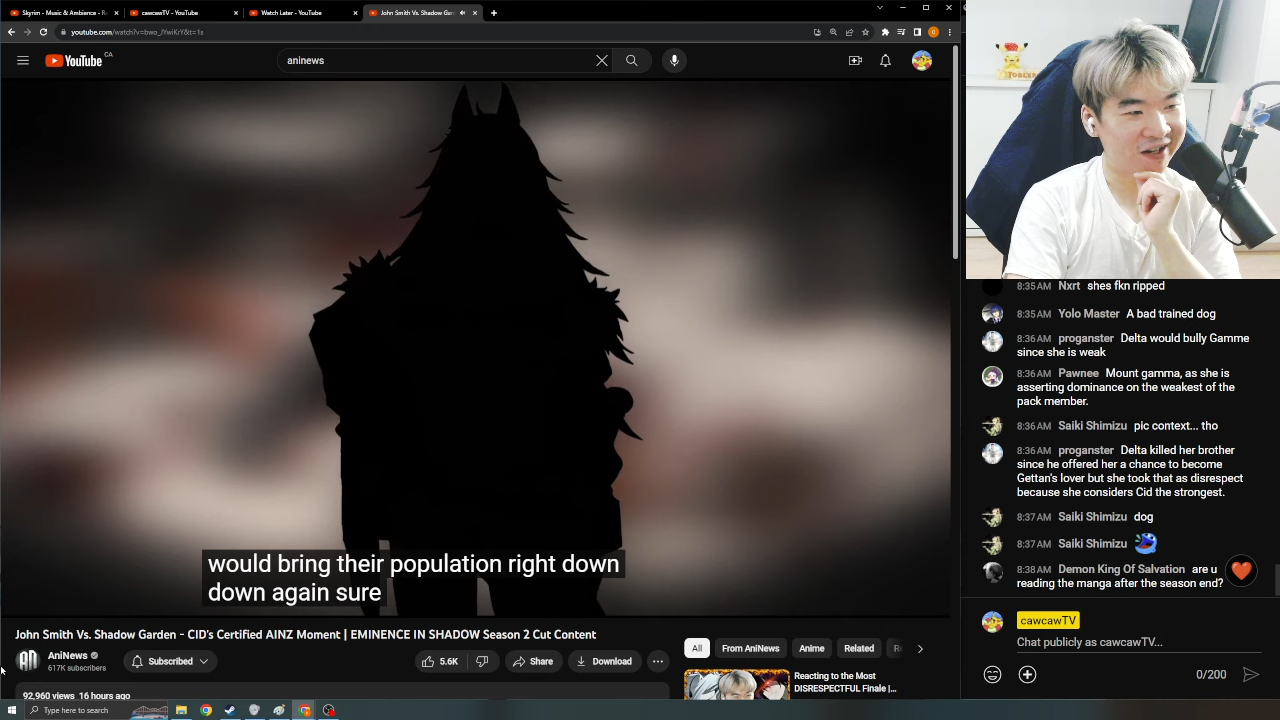 Skyrim - Music & Ambience - R
cawcawTV - YouTube
Watch Later - YouTube
John Smith Vs. Shadow Gar
youtube.com/watch?v=bwo_JYwiKrY&t=1s
YouTube CA
aninews
would bring their population right down
down again sure
John Smith Vs. Shadow Garden - CID's Certified AINZ Moment | EMINENCE IN SHADOW Season 2 Cut Content
AniNews
617K subscribers
Subscribed
5.6K
Share
Download
92,960 views 16 hours ago
All
From AniNews
Anime
Related
Reacting to the Most
DISRESPECTFUL Finale |...
8:35 AM Nxrt shes fkn ripped
8:35 AM Yolo Master A bad trained dog
8:36 AM proganster Delta would bully Gamme
since she is weak
8:36 AM Pawnee Mount gamma, as she is
asserting dominance on the weakest of the
pack member.
8:36 AM Saiki Shimizu pic context... tho
8:36 AM proganster Delta killed her brother
since he offered her a chance to become
Gettan's lover but she took that as disrespect
because she considers Cid the strongest.
8:37 AM Saiki Shimizu dog
8:37 AM Saiki Shimizu
8:38 AM Demon King Of Salvation are u
reading the manga after the season end?
cawcawTV
Chat publicly as cawcawTV...
0/200
Type here to search